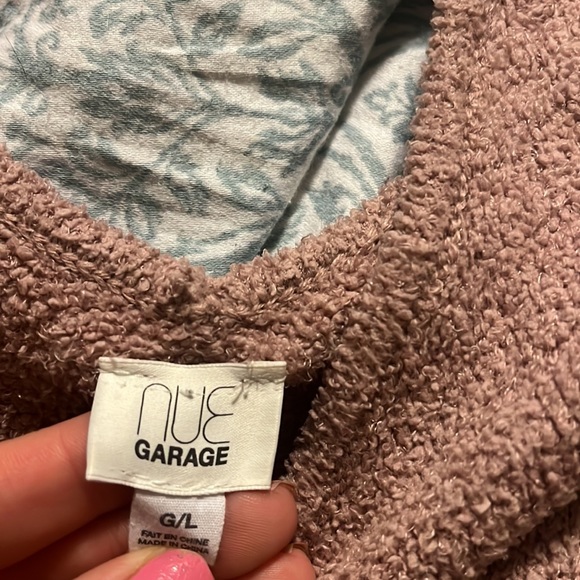 nue
GARAGE
G/L
FAIT EN CHINE
MADE IN CHINA